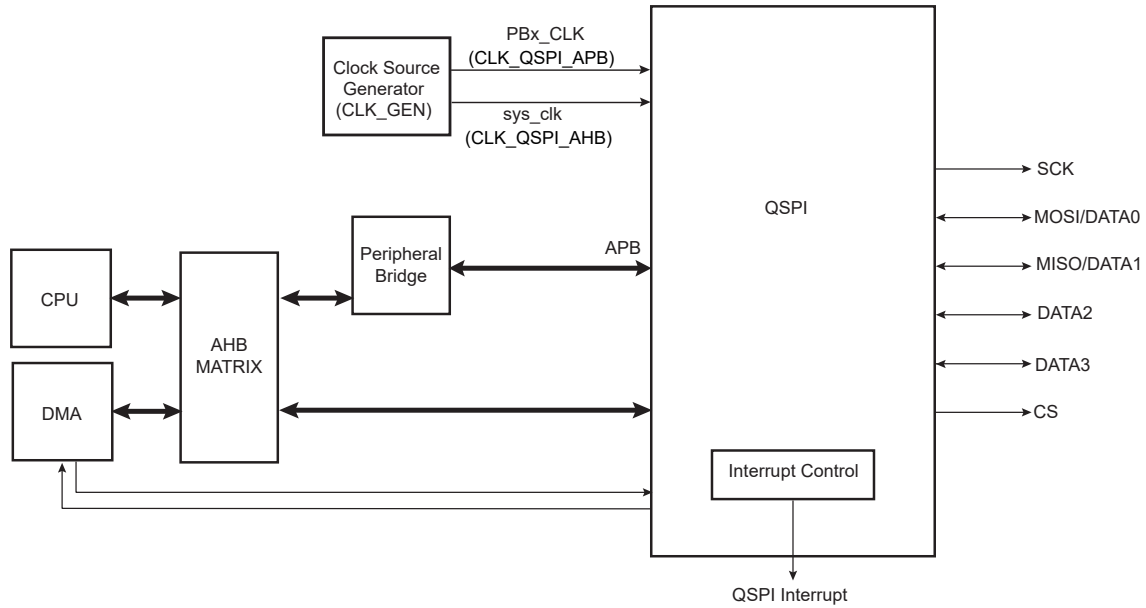 PBx_CLK
(CLK_QSPI_APB)
Clock Source
Generator
(CLK_GEN)
sys_clk
(CLK_QSPI_AHB)
SCK
QSPI
MOSI/DATA0
Peripheral
Bridge
APB
MISO/DATA1
CPU
DATA2
AHB
MATRIX
DATA3
DMA
CS
Interrupt Control
QSPI Interrupt